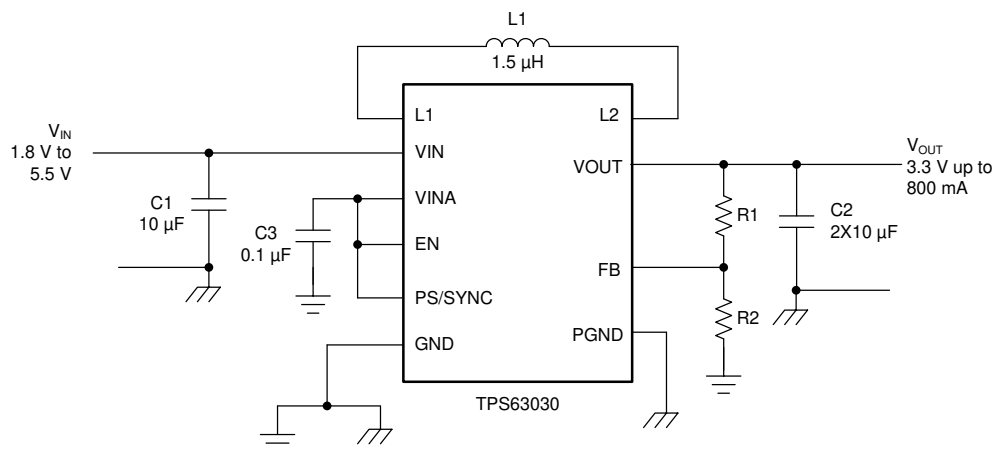 L1
1.5 µH
L1
L2
VIN
1.8 V to
5.5 V
VIN
VOUT
VOUT
3.3 V up to
800 mA
C1
10 µF
VINA
C3
0.1 µF
EN
R1
C2
2X10 µF
FB
PS/SYNC
R2
GND
PGND
TPS63030